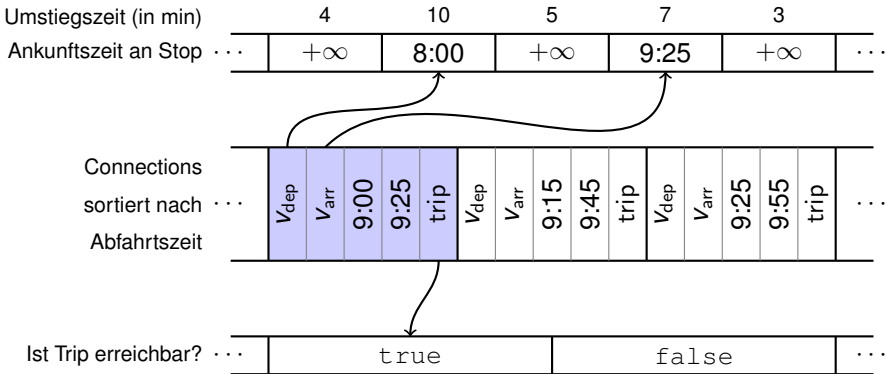 Umstiegszeit (in min) 4 10 5 7 3
Ankunftszeit an Stop ··· +∞ 8:00 +∞ 9:25 +∞ ···
Connections
sortiert nach
Abfahrtszeit
··· v_dep v_arr 9:00 9:25 trip v_dep v_arr 9:15 9:45 trip v_dep v_arr 9:25 9:55 trip ···
Ist Trip erreichbar? ··· true false ···